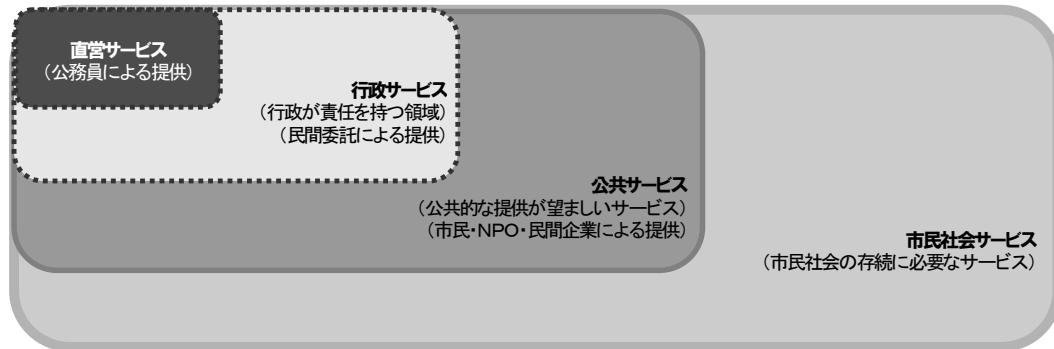 直営サービス
（公務員による提供）
行政サービス
（行政が責任を持つ領域）
（民間委託による提供）
公共サービス
（公共的な提供が望ましいサービス）
（市民・NPO・民間企業による提供）
市民社会サービス
（市民社会の存続に必要なサービス）